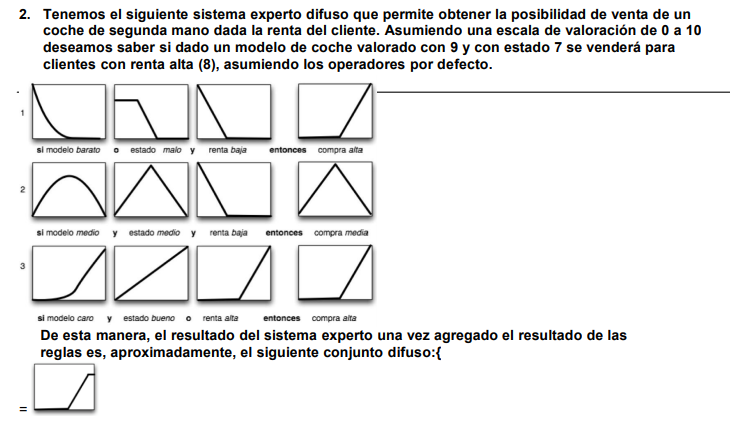 2. Tenemos el siguiente sistema experto difuso que permite obtener la posibilidad de venta de un
coche de segunda mano dada la renta del cliente. Asumiendo una escala de valoración de 0 a 10
deseamos saber si dado un modelo de coche valorado con 9 y con estado 7 se venderá para
clientes con renta alta (8), asumiendo los operadores por defecto.
.
1
si modelo barato o estado malo y renta baja entonces compra alta
2
si modelo medio y estado medio y renta baja entonces compra media
3
si modelo caro y estado bueno o renta alta entonces compra alta
De esta manera, el resultado del sistema experto una vez agregado el resultado de las
reglas es, aproximadamente, el siguiente conjunto difuso:{
=